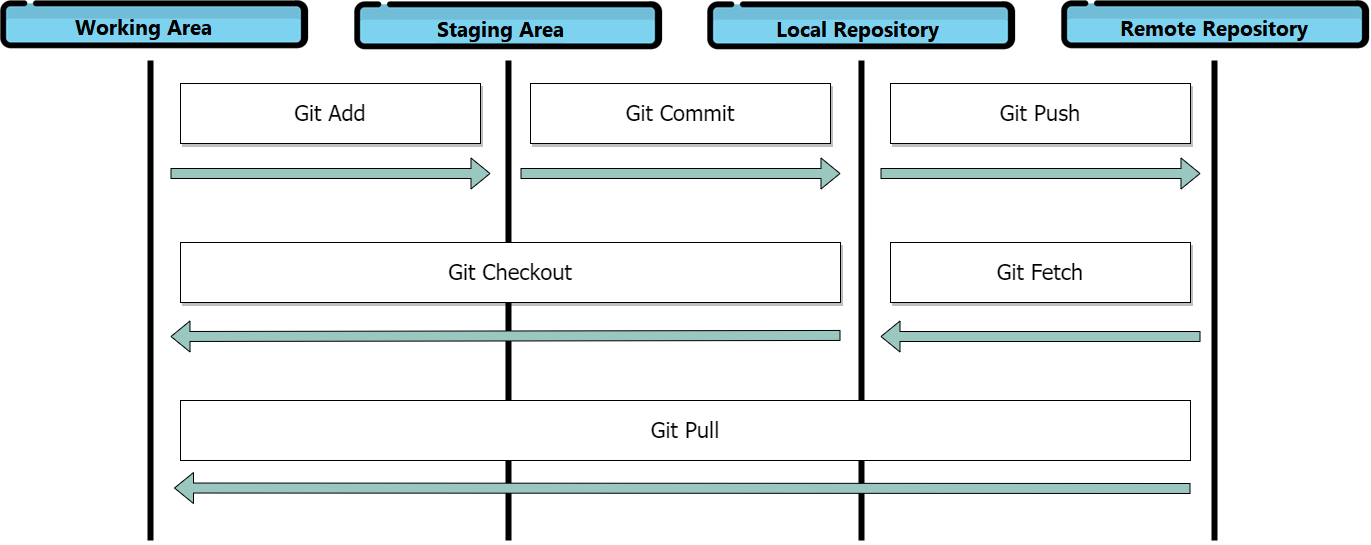 Working Area
Staging Area
Local Repository
Remote Repository
Git Add
Git Commit
Git Push
Git Checkout
Git Fetch
Git Pull